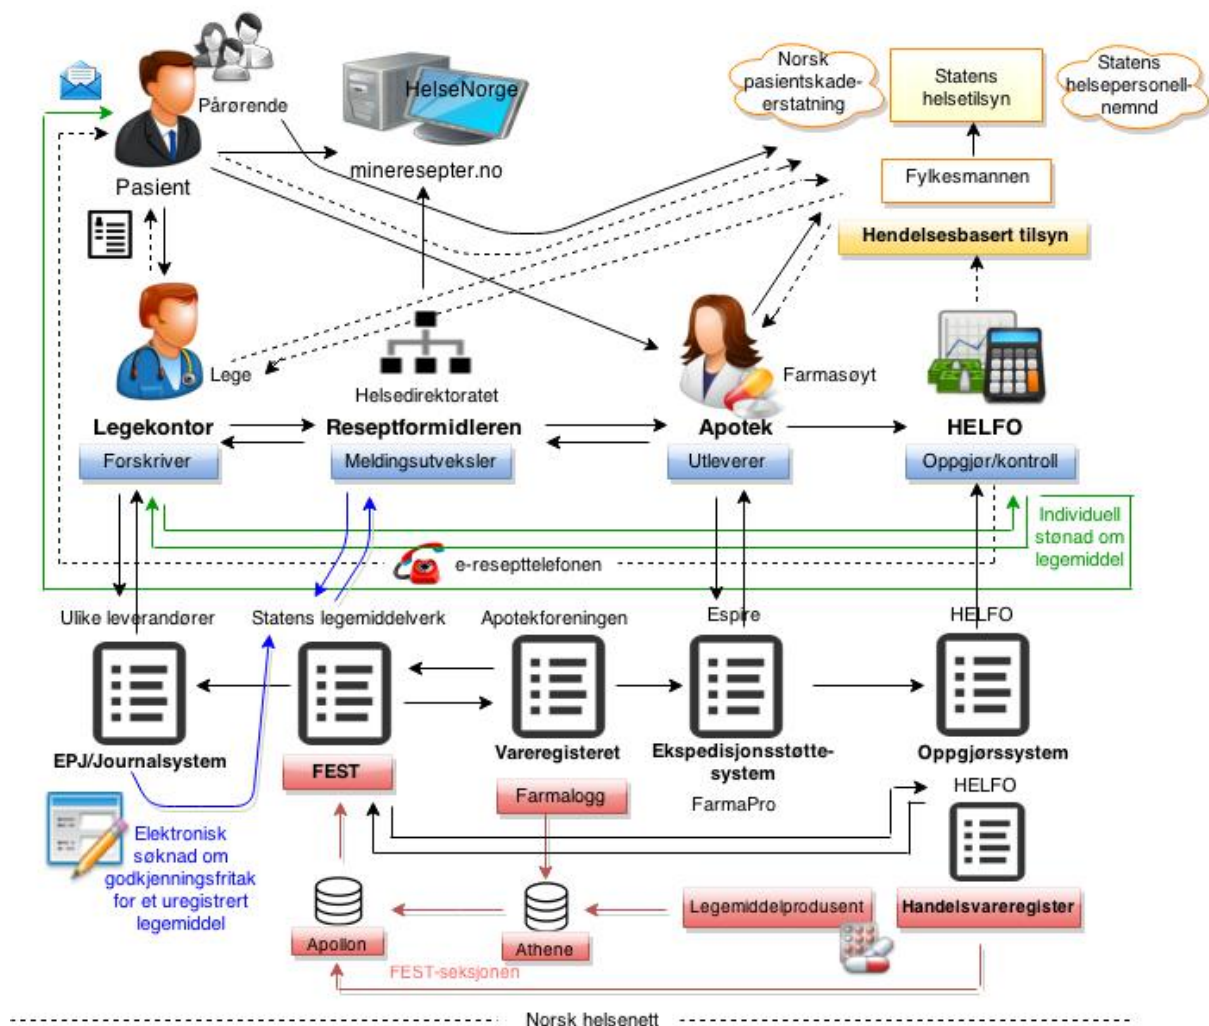 Pårørende
HelseNorge
mineresepter.no
Norsk
pasientskade-
erstatning
Statens
helsetilsyn
Statens
helsepersonell-
nemnd
Pasient
Fylkesmannen
Hendelsesbasert tilsyn
Lege
Helsedirektoratet
Farmasøyt
Legekontor
Reseptformidleren
Apotek
HELFO
Forskriver
Meldingsutveksler
Utleverer
Oppgjør/kontroll
Individuell
stønad om
legemiddel
e-resepttelefonen
Ulike leverandører
Statens legemiddelverk
Apotekforeningen
Espire
HELFO
EPJ/Journalsystem
FEST
Vareregisteret
Ekspedisjonsstøtte-
system
Oppgjørssystem
Farmalogg
FarmaPro
HELFO
Elektronisk
søknad om
godkjenningsfritak
for et uregistrert
legemiddel
Apollon
Athene
Legemiddelprodusent
Handelsvareregister
FEST-seksjonen
Norsk helsenett